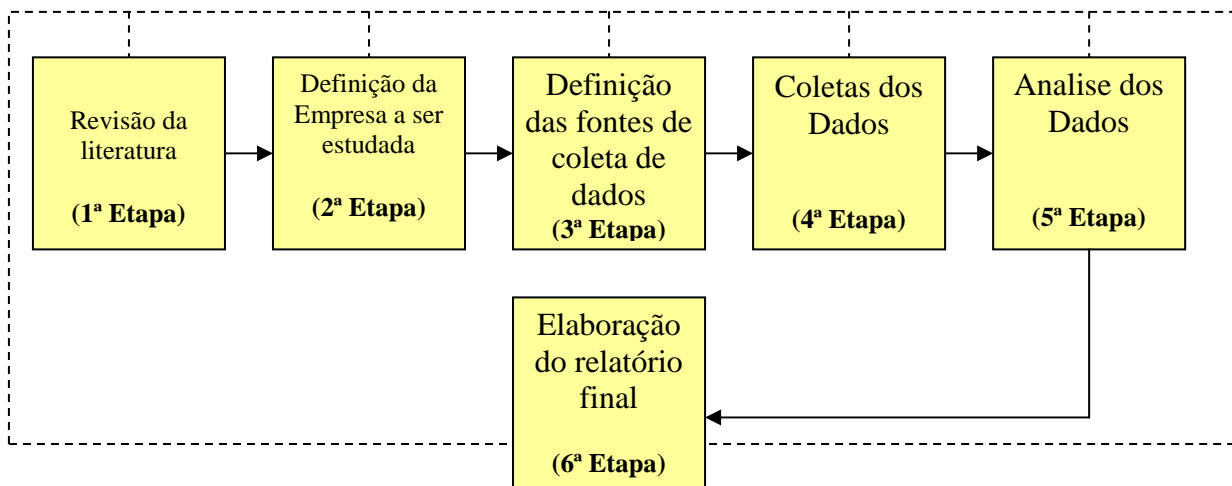 Revisão da
literatura
(1ª Etapa)
Definição da
Empresa a ser
estudada
(2ª Etapa)
Definição
das fontes de
coleta de
dados
(3ª Etapa)
Coletas dos
Dados
(4ª Etapa)
Analise dos
Dados
(5ª Etapa)
Elaboração
do relatório
final
(6ª Etapa)